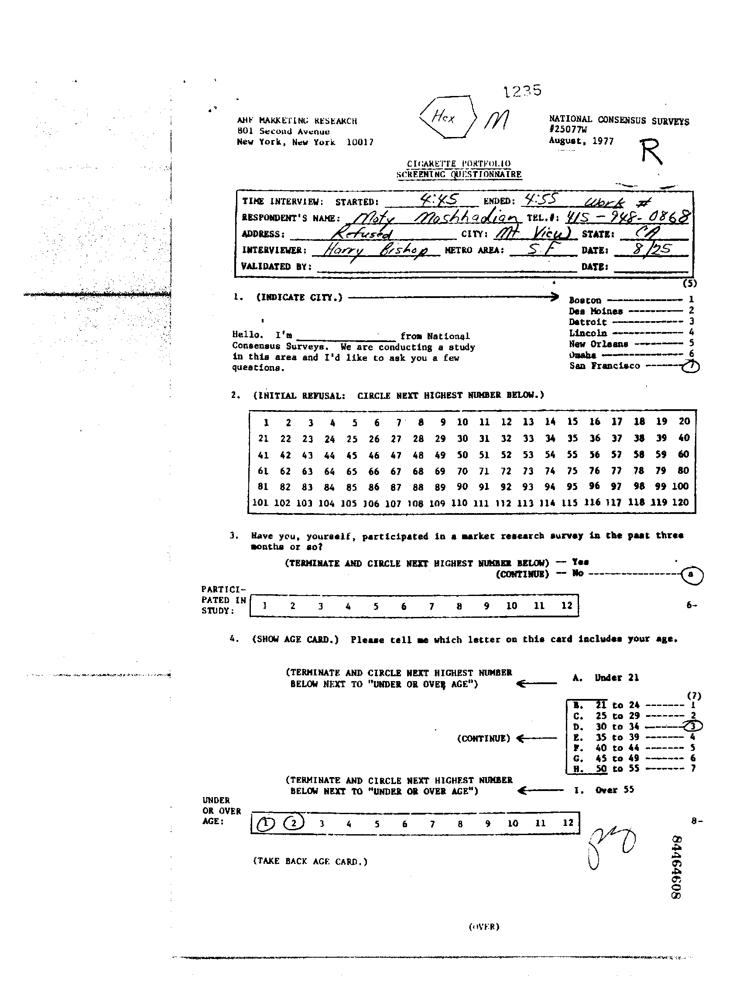 1235
Hex M
AHF MARKETING RESEARCH
801 Second Avenue
New York, New York 10017
NATIONAL CONSENSUS SURVEYS
#25077W
August, 1977
R
CIGARETTE PORTFOLIO
SCREENING QUESTIONNAIRE
TIME INTERVIEW: STARTED: 4:45 ENDED: 4:55 Work #
RESPONDENT'S NAME: Moty Moshhadian TEL.#: 415-948-0868
ADDRESS: Refused CITY: Mt View STATE: CA
INTERVIEWER: Harry Bishop METRO AREA: SF DATE: 8/25
VALIDATED BY: DATE:
(5)
1. (INDICATE CITY.)
Boston 1
Des Moines 2
Detroit 3
Lincoln 4
New Orleans 5
Omaha 6
San Francisco 7
Hello. I'm from National
Consensus Surveys. We are conducting a study
in this area and I'd like to ask you a few
questions.
2. (INITIAL REFUSAL: CIRCLE NEXT HIGHEST NUMBER BELOW.)
1 2 3 4 5 6 7 8 9 10 11 12 13 14 15 16 17 18 19 20
21 22 23 24 25 26 27 28 29 30 31 32 33 34 35 36 37 38 39 40
41 42 43 44 45 46 47 48 49 50 51 52 53 54 55 56 57 58 59 60
61 62 63 64 65 66 67 68 69 70 71 72 73 74 75 76 77 78 79 80
81 82 83 84 85 86 87 88 89 90 91 92 93 94 95 96 97 98 99 100
101 102 103 104 105 106 107 108 109 110 111 112 113 114 115 116 117 118 119 120
3. Have you, yourself, participated in a market research survey in the past three
months or so?
(TERMINATE AND CIRCLE NEXT HIGHEST NUMBER BELOW) -- Yes
(CONTINUE) -- No
PARTICI-
PATED IN
STUDY: 1 2 3 4 5 6 7 8 9 10 11 12 6-
4. (SHOW AGE CARD.) Please tell me which letter on this card includes your age.
(TERMINATE AND CIRCLE NEXT HIGHEST NUMBER
BELOW NEXT TO "UNDER OR OVER AGE")
A. Under 21
(7)
B. 21 to 24 1
C. 25 to 29 2
D. 30 to 34 3
(CONTINUE)
E. 35 to 39 4
F. 40 to 44 5
G. 45 to 49 6
H. 50 to 55 7
(TERMINATE AND CIRCLE NEXT HIGHEST NUMBER
BELOW NEXT TO "UNDER OR OVER AGE")
I. Over 55
UNDER
OR OVER
AGE: 1 2 3 4 5 6 7 8 9 10 11 12 8-
(TAKE BACK AGE CARD.)
84464608
(OVER)